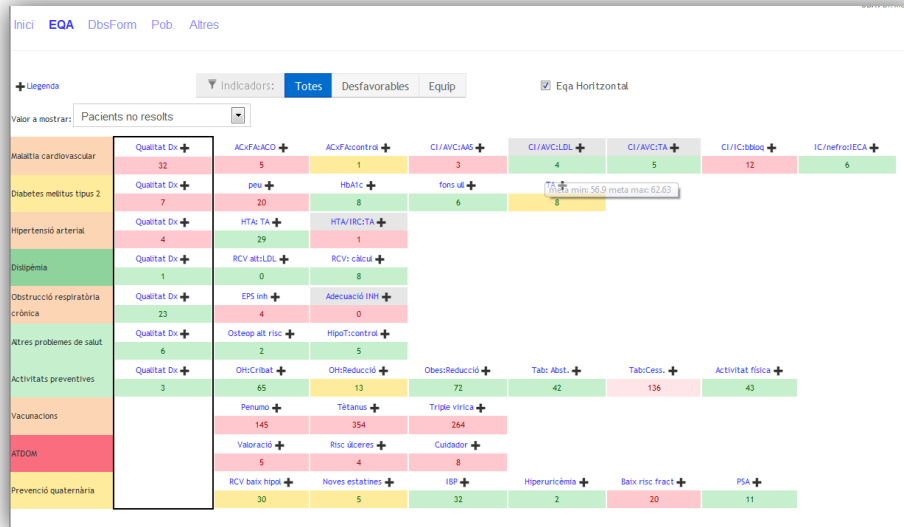 Inici EQA DbsForm Pob. Altres
Llegenda Indicadors: Totes Desfavorables Equip Eqa Horitzontal
Valor a mostrar: Pacients no resolts
Malaltia cardiovascular
Qualitat Dx ACxFA:ACO ACxFA:control CI/AVC:AAS CI/AVC:LDL CI/AVC:TA CI/IC:bbloq IC/nefro:IECA
32 5 1 3 4 5 12 6
Diabetes mellitus tipus 2
Qualitat Dx peu HbA1c fons ull TA
meta min: 56.9 meta max: 62.63
7 20 8 6 8
Hipertensió arterial
Qualitat Dx HTA: TA HTA/IRC:TA
4 29 1
Dislipèmia
Qualitat Dx RCV alt:LDL RCV: càlcul
1 0 8
Obstrucció respiratòria
crònica
Qualitat Dx EPS inh Adecuació INH
23 4 0
Altres problemes de salut
Qualitat Dx Osteop alt risc HipoT:control
6 2 5
Activitats preventives
Qualitat Dx OH:Cribat OH:Reducció Obes:Reducció Tab: Abst. Tab:Cess. Activitat física
3 65 13 72 42 136 43
Vacunacions
Penumo Tètanus Triple vírica
145 354 264
ATDOM
Valoració Risc úlceres Cuidador
5 4 8
Prevenció quaternària
RCV baix hipol Noves estatines IBP Hiperuricèmia Baix risc fract PSA
30 5 32 2 20 11